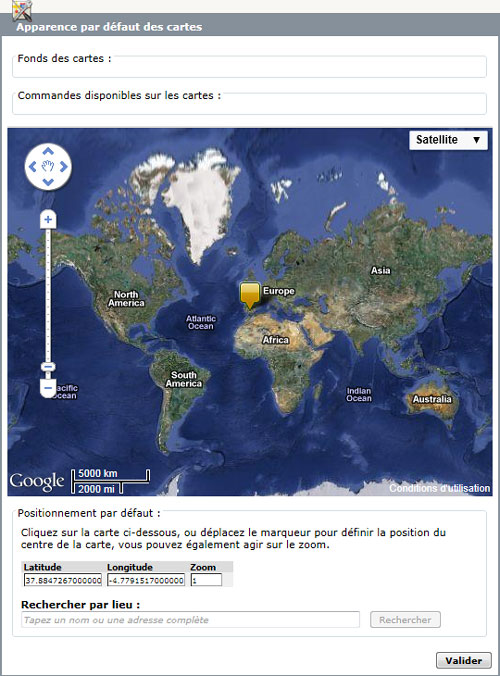 Apparence par défaut des cartes
Fonds des cartes :
Commandes disponibles sur les cartes :
Satellite ▼
Asia
Europe
North
America
Atlantic
Ocean
Africa
South
America
Indian
Ocean
Pacific
Ocean
Australia
Google
5000 km
2000 mi
Conditions d'utilisation
Positionnement par défaut :
Cliquez sur la carte ci-dessous, ou déplacez le marqueur pour définir la position du
centre de la carte, vous pouvez également agir sur le zoom.
Latitude Longitude Zoom
37.8847267000000 -4.7791517000000 1
Rechercher par lieu :
Tapez un nom ou une adresse complète
Rechercher
Valider